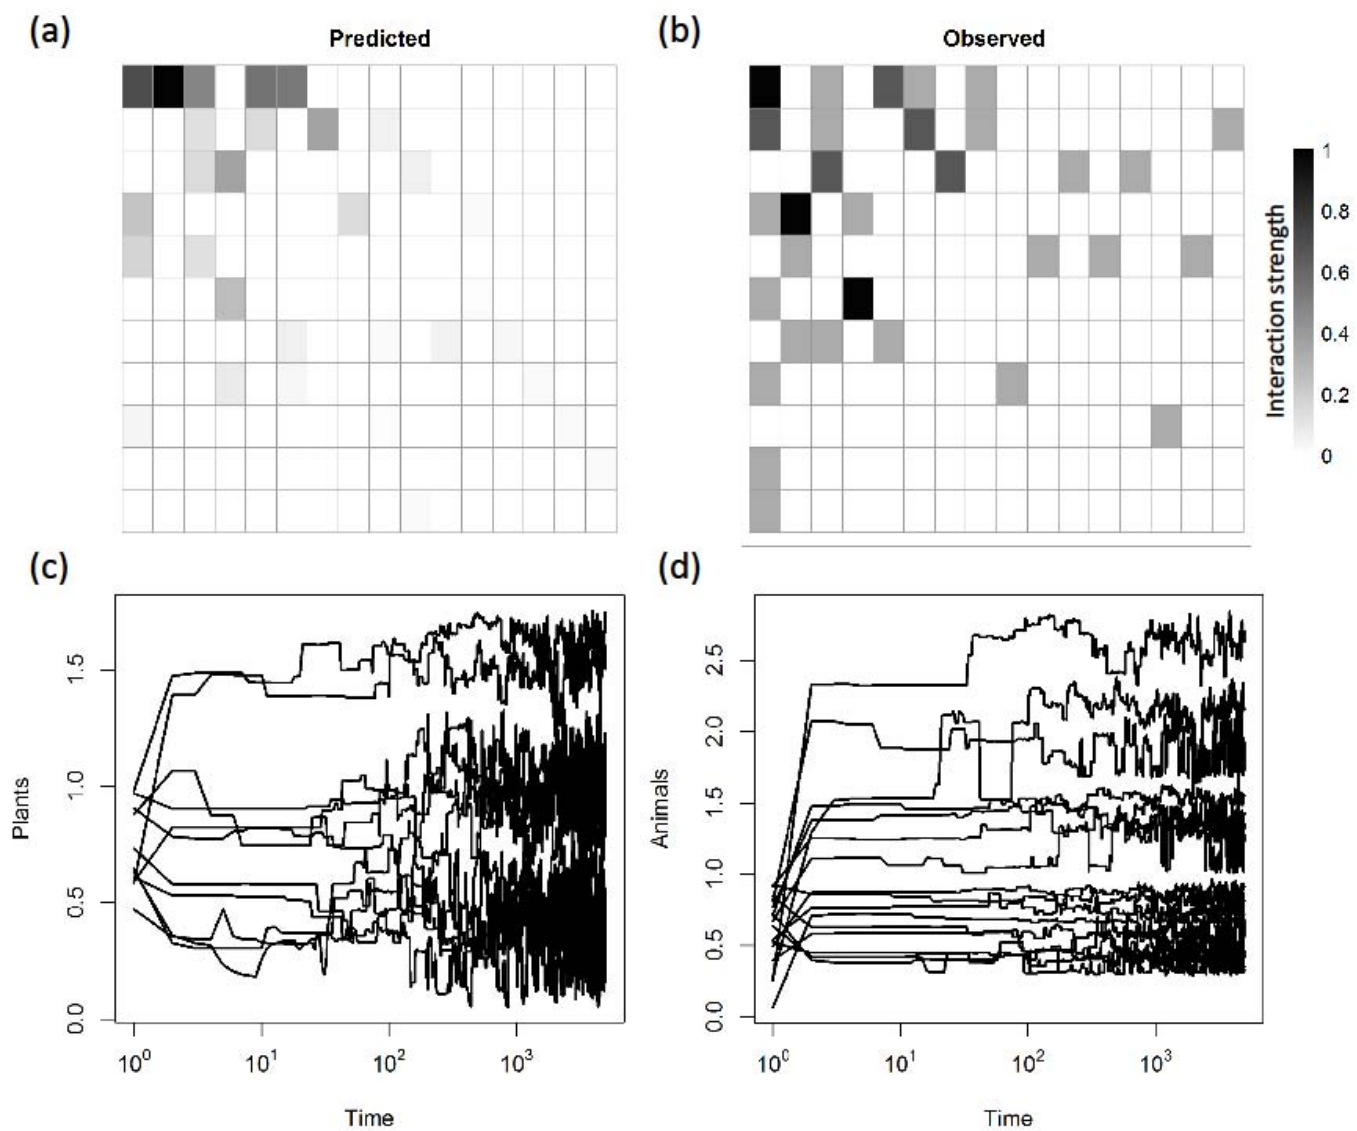 (a)
Predicted
(b)
Observed
Interaction strength
1
0.8
0.6
0.4
0.2
0
(c)
Plants
1.5
1.0
0.5
0.0
10⁰ 10¹ 10² 10³
Time
(d)
Animals
2.5
2.0
1.5
1.0
0.5
0.0
10⁰ 10¹ 10² 10³
Time